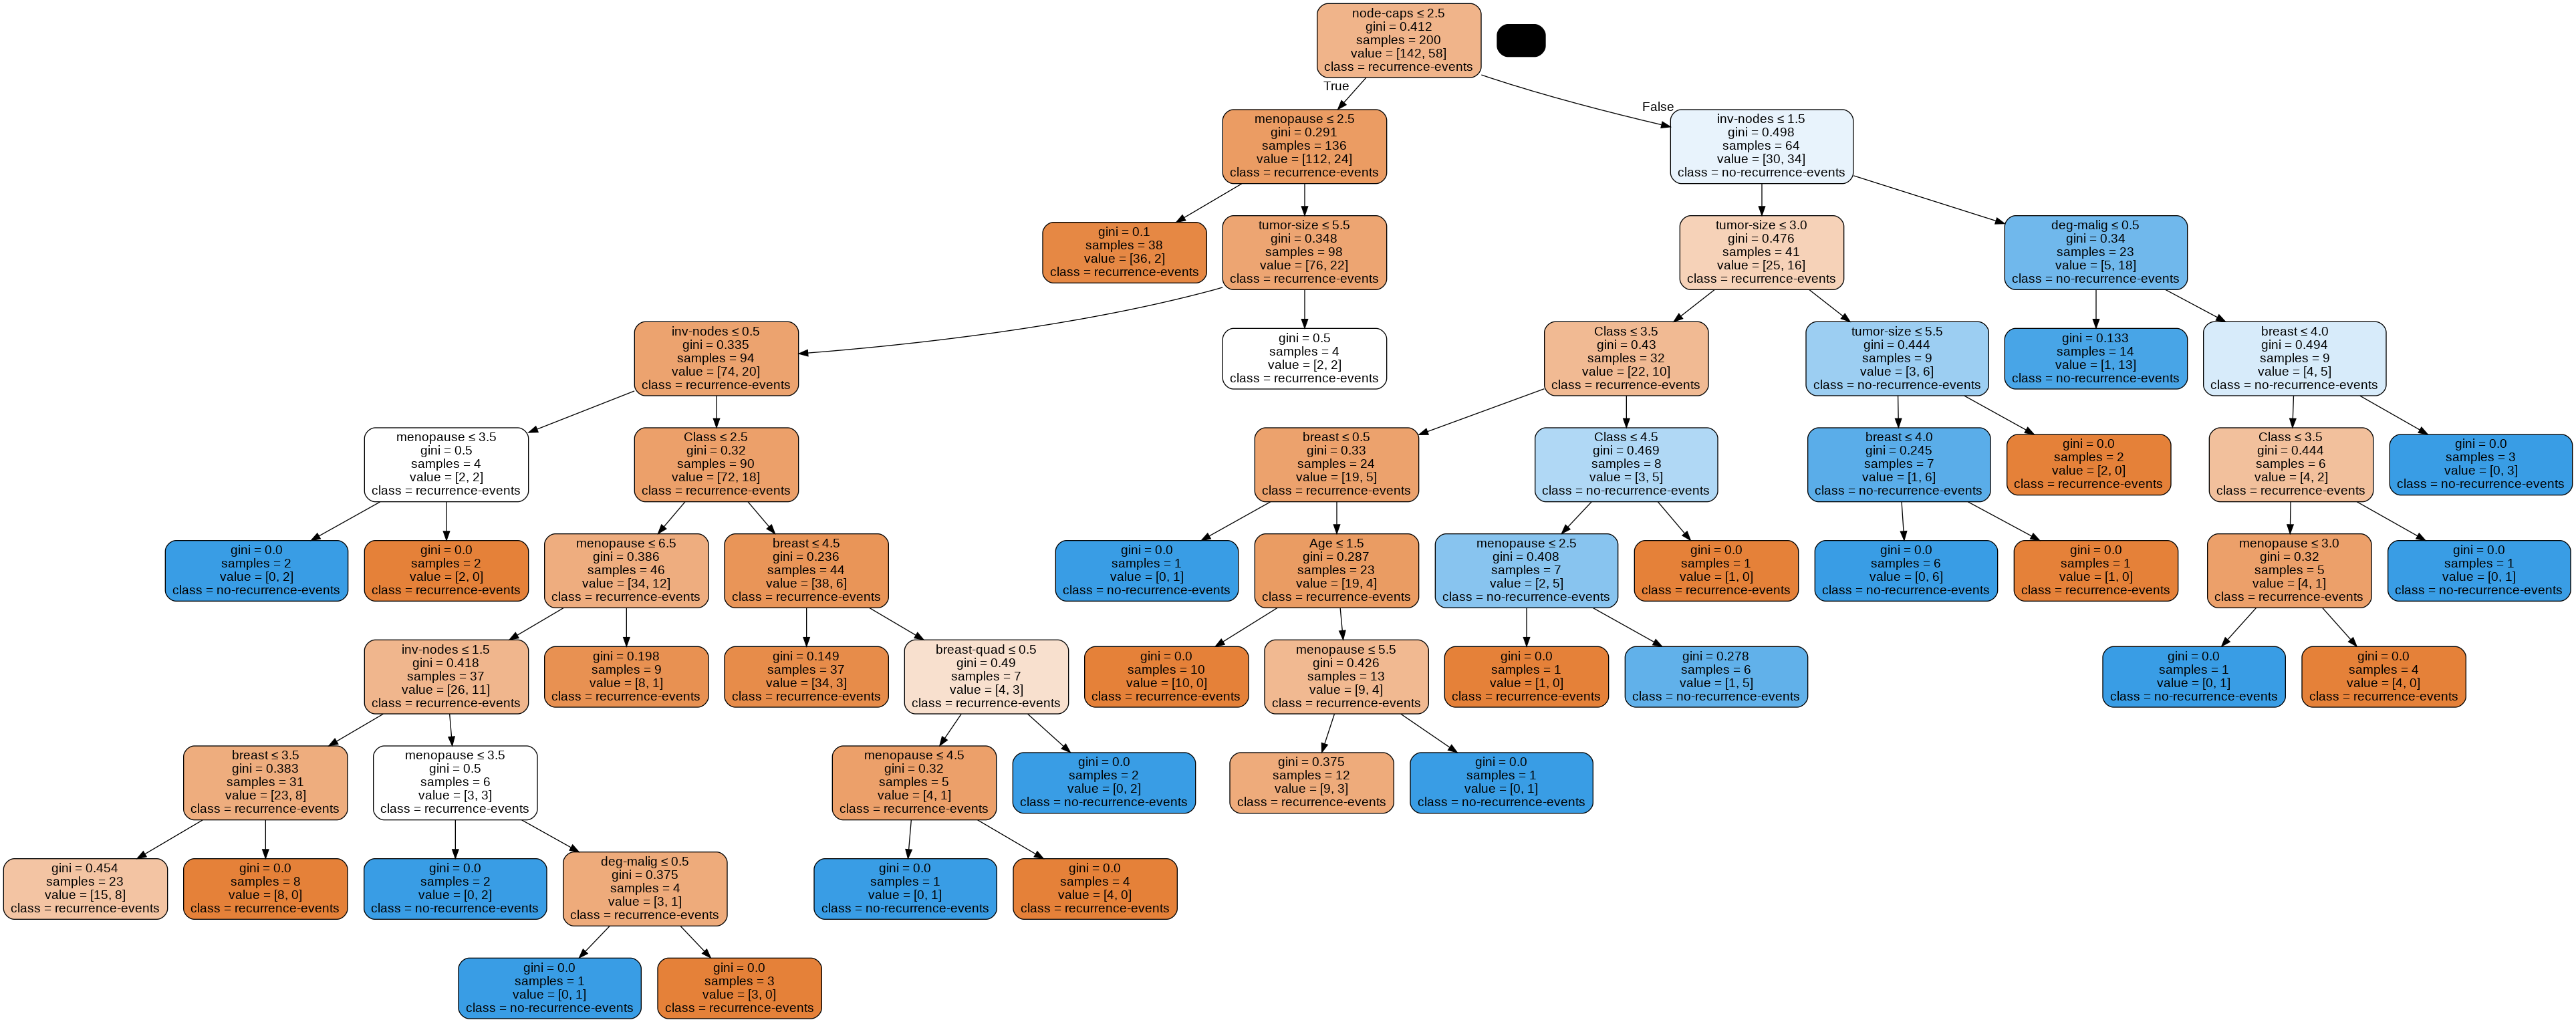 node-caps ≤ 2.5
gini = 0.412
samples = 200
value = [142, 58]
class = recurrence-events
True
False
menopause ≤ 2.5
gini = 0.291
samples = 136
value = [112, 24]
class = recurrence-events
inv-nodes ≤ 1.5
gini = 0.498
samples = 64
value = [30, 34]
class = no-recurrence-events
gini = 0.1
samples = 38
value = [36, 2]
class = recurrence-events
tumor-size ≤ 5.5
gini = 0.348
samples = 98
value = [76, 22]
class = recurrence-events
tumor-size ≤ 3.0
gini = 0.476
samples = 41
value = [25, 16]
class = recurrence-events
deg-malig ≤ 0.5
gini = 0.34
samples = 23
value = [5, 18]
class = no-recurrence-events
inv-nodes ≤ 0.5
gini = 0.335
samples = 94
value = [74, 20]
class = recurrence-events
gini = 0.5
samples = 4
value = [2, 2]
class = recurrence-events
Class ≤ 3.5
gini = 0.43
samples = 32
value = [22, 10]
class = recurrence-events
tumor-size ≤ 5.5
gini = 0.444
samples = 9
value = [3, 6]
class = no-recurrence-events
gini = 0.133
samples = 14
value = [1, 13]
class = no-recurrence-events
breast ≤ 4.0
gini = 0.494
samples = 9
value = [4, 5]
class = no-recurrence-events
menopause ≤ 3.5
gini = 0.5
samples = 4
value = [2, 2]
class = recurrence-events
Class ≤ 2.5
gini = 0.32
samples = 90
value = [72, 18]
class = recurrence-events
breast ≤ 0.5
gini = 0.33
samples = 24
value = [19, 5]
class = recurrence-events
Class ≤ 4.5
gini = 0.469
samples = 8
value = [3, 5]
class = no-recurrence-events
breast ≤ 4.0
gini = 0.245
samples = 7
value = [1, 6]
class = no-recurrence-events
gini = 0.0
samples = 2
value = [2, 0]
class = recurrence-events
Class ≤ 3.5
gini = 0.444
samples = 6
value = [4, 2]
class = recurrence-events
gini = 0.0
samples = 3
value = [0, 3]
class = no-recurrence-events
gini = 0.0
samples = 2
value = [0, 2]
class = no-recurrence-events
gini = 0.0
samples = 2
value = [2, 0]
class = recurrence-events
menopause ≤ 6.5
gini = 0.386
samples = 46
value = [34, 12]
class = recurrence-events
breast ≤ 4.5
gini = 0.236
samples = 44
value = [38, 6]
class = recurrence-events
gini = 0.0
samples = 1
value = [0, 1]
class = no-recurrence-events
Age ≤ 1.5
gini = 0.287
samples = 23
value = [19, 4]
class = recurrence-events
menopause ≤ 2.5
gini = 0.408
samples = 7
value = [2, 5]
class = no-recurrence-events
gini = 0.0
samples = 1
value = [1, 0]
class = recurrence-events
gini = 0.0
samples = 6
value = [0, 6]
class = no-recurrence-events
gini = 0.0
samples = 1
value = [1, 0]
class = recurrence-events
menopause ≤ 3.0
gini = 0.32
samples = 5
value = [4, 1]
class = recurrence-events
gini = 0.0
samples = 1
value = [0, 1]
class = no-recurrence-events
inv-nodes ≤ 1.5
gini = 0.418
samples = 37
value = [26, 11]
class = recurrence-events
gini = 0.198
samples = 9
value = [8, 1]
class = recurrence-events
gini = 0.149
samples = 37
value = [34, 3]
class = recurrence-events
breast-quad ≤ 0.5
gini = 0.49
samples = 7
value = [4, 3]
class = recurrence-events
gini = 0.0
samples = 10
value = [10, 0]
class = recurrence-events
menopause ≤ 5.5
gini = 0.426
samples = 13
value = [9, 4]
class = recurrence-events
gini = 0.0
samples = 1
value = [1, 0]
class = recurrence-events
gini = 0.278
samples = 6
value = [1, 5]
class = no-recurrence-events
gini = 0.0
samples = 1
value = [0, 1]
class = no-recurrence-events
gini = 0.0
samples = 4
value = [4, 0]
class = recurrence-events
breast ≤ 3.5
gini = 0.383
samples = 31
value = [23, 8]
class = recurrence-events
menopause ≤ 3.5
gini = 0.5
samples = 6
value = [3, 3]
class = recurrence-events
menopause ≤ 4.5
gini = 0.32
samples = 5
value = [4, 1]
class = recurrence-events
gini = 0.0
samples = 2
value = [0, 2]
class = no-recurrence-events
gini = 0.375
samples = 12
value = [9, 3]
class = recurrence-events
gini = 0.0
samples = 1
value = [0, 1]
class = no-recurrence-events
gini = 0.454
samples = 23
value = [15, 8]
class = recurrence-events
gini = 0.0
samples = 8
value = [8, 0]
class = recurrence-events
gini = 0.0
samples = 2
value = [0, 2]
class = no-recurrence-events
deg-malig ≤ 0.5
gini = 0.375
samples = 4
value = [3, 1]
class = recurrence-events
gini = 0.0
samples = 1
value = [0, 1]
class = no-recurrence-events
gini = 0.0
samples = 4
value = [4, 0]
class = recurrence-events
gini = 0.0
samples = 1
value = [0, 1]
class = no-recurrence-events
gini = 0.0
samples = 3
value = [3, 0]
class = recurrence-events